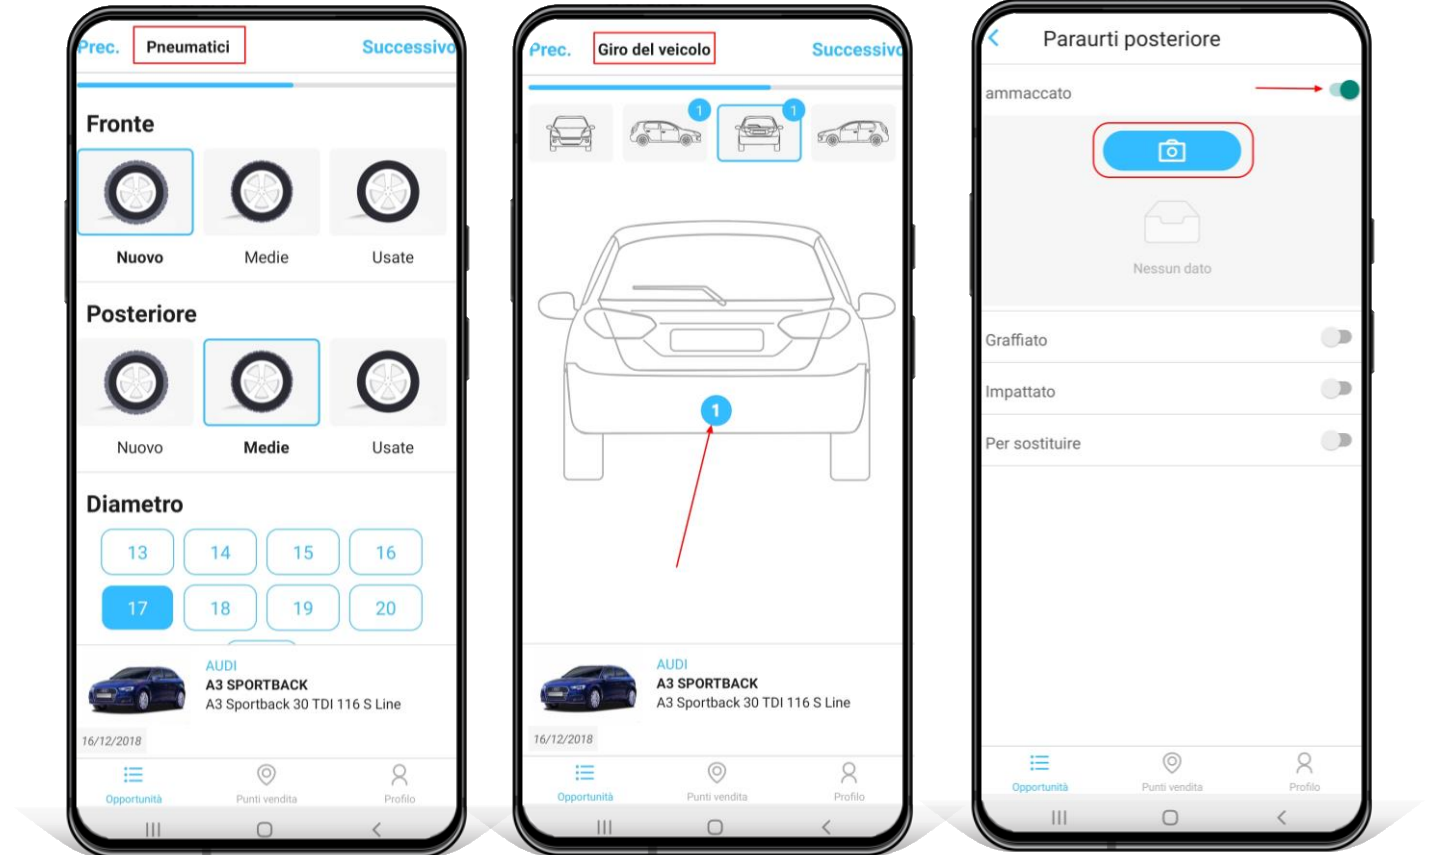 Prec. Pneumatici Successivo
Fronte
Nuovo Medie Usate
Posteriore
Nuovo Medie Usate
Diametro
13 14 15 16
17 18 19 20
AUDI
A3 SPORTBACK
A3 Sportback 30 TDI 116 S Line
16/12/2018
Opportunità Punti vendita Profilo
Prec. Giro del veicolo Successivo
1 1
1
AUDI
A3 SPORTBACK
A3 Sportback 30 TDI 116 S Line
16/12/2018
Opportunità Punti vendita Profilo
Paraurti posteriore
ammaccato
Nessun dato
Graffiato
Impattato
Per sostituire
Opportunità Punti vendita Profilo